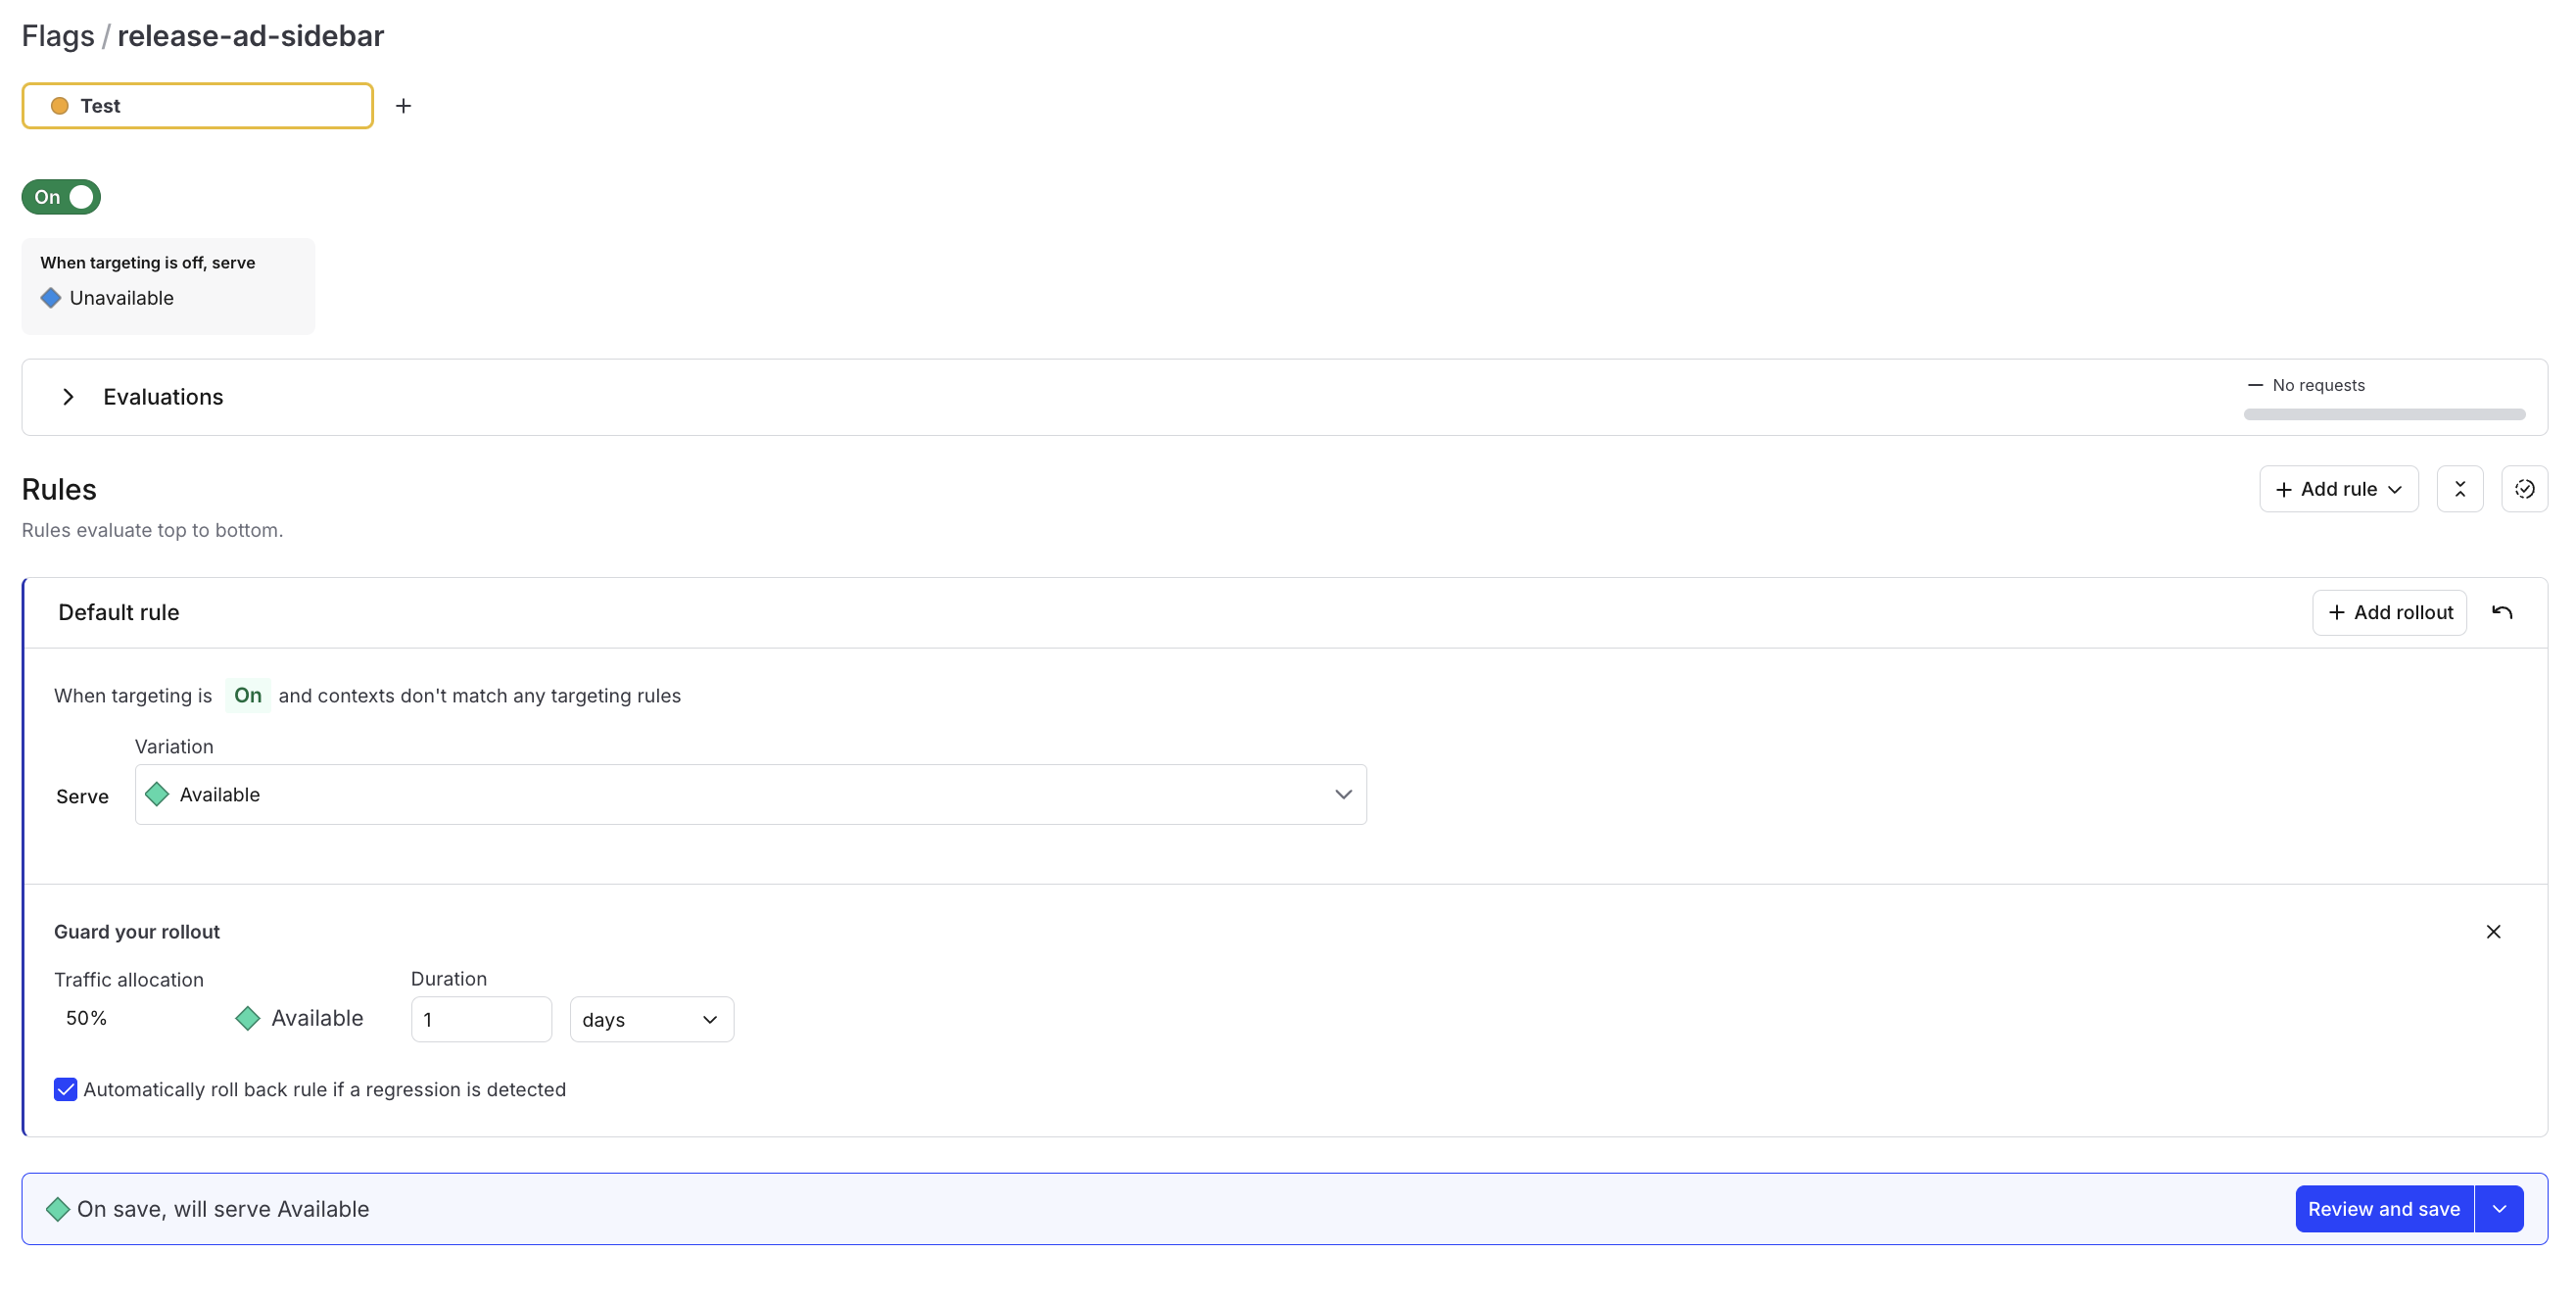 Flags / release-ad-sidebar
Test
On
When targeting is off, serve
Unavailable
Evaluations
No requests
Rules
Add rule
Rules evaluate top to bottom.
Default rule
Add rollout
When targeting is On and contexts don't match any targeting rules
Variation
Serve
Available
Guard your rollout
Traffic allocation
Duration
50%
Available
1
days
Automatically roll back rule if a regression is detected
On save, will serve Available
Review and save